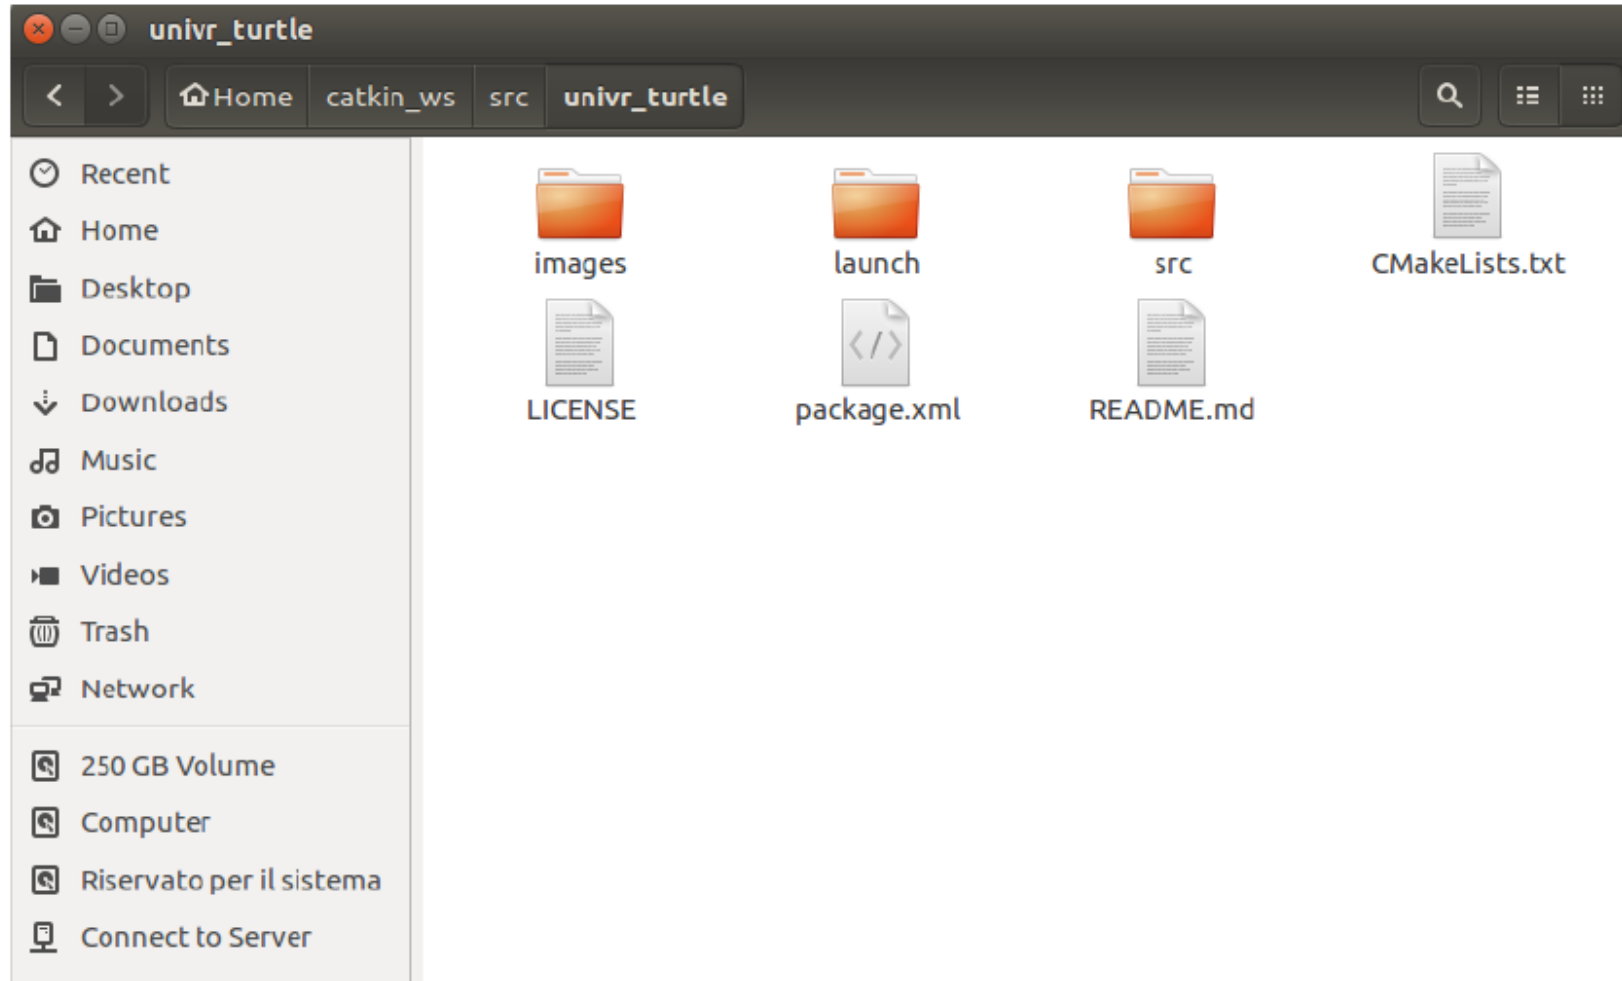 univr_turtle
Home catkin_ws src univr_turtle
Recent
Home
Desktop
Documents
Downloads
Music
Pictures
Videos
Trash
Network
250 GB Volume
Computer
Riservato per il sistema
Connect to Server
images launch src CMakeLists.txt
LICENSE package.xml README.md